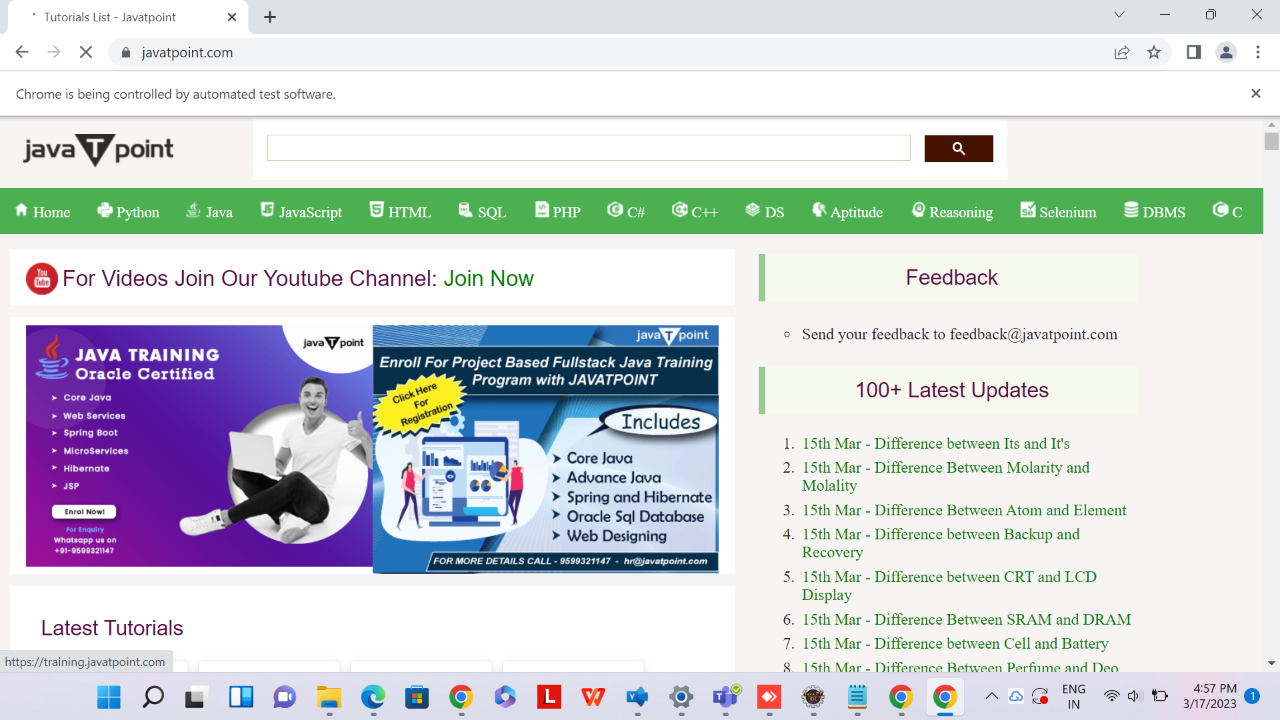 Tutorials List - Javatpoint
javatpoint.com
Chrome is being controlled by automated test software.
javaTpoint
Home Python Java JavaScript HTML SQL PHP C# C++ DS Aptitude Reasoning Selenium DBMS C
You Tube
For Videos Join Our Youtube Channel: Join Now
javaTpoint
JAVA TRAINING
Oracle Certified
Core Java
Web Services
Spring Boot
MicroServices
Hibernate
JSP
Enrol Now!
For Enquiry
Whatsapp us on
+91-9599321147
javaTpoint
Enroll For Project Based Fullstack Java Training
Program with JAVATPOINT
Click Here
For
Registration
Includes
Core Java
Advance Java
Spring and Hibernate
Oracle Sql Database
Web Designing
FOR MORE DETAILS CALL - 9599321147 - hr@javatpoint.com
Latest Tutorials
Feedback
Send your feedback to feedback@javatpoint.com
100+ Latest Updates
1. 15th Mar - Difference between Its and It's
2. 15th Mar - Difference Between Molarity and
Molality
3. 15th Mar - Difference Between Atom and Element
4. 15th Mar - Difference between Backup and
Recovery
5. 15th Mar - Difference between CRT and LCD
Display
6. 15th Mar - Difference Between SRAM and DRAM
7. 15th Mar - Difference between Cell and Battery
8. 15th Mar - Difference Between Perfume and Deo
https://training.javatpoint.com
ENG
IN
4:57 PM
3/17/2023
1